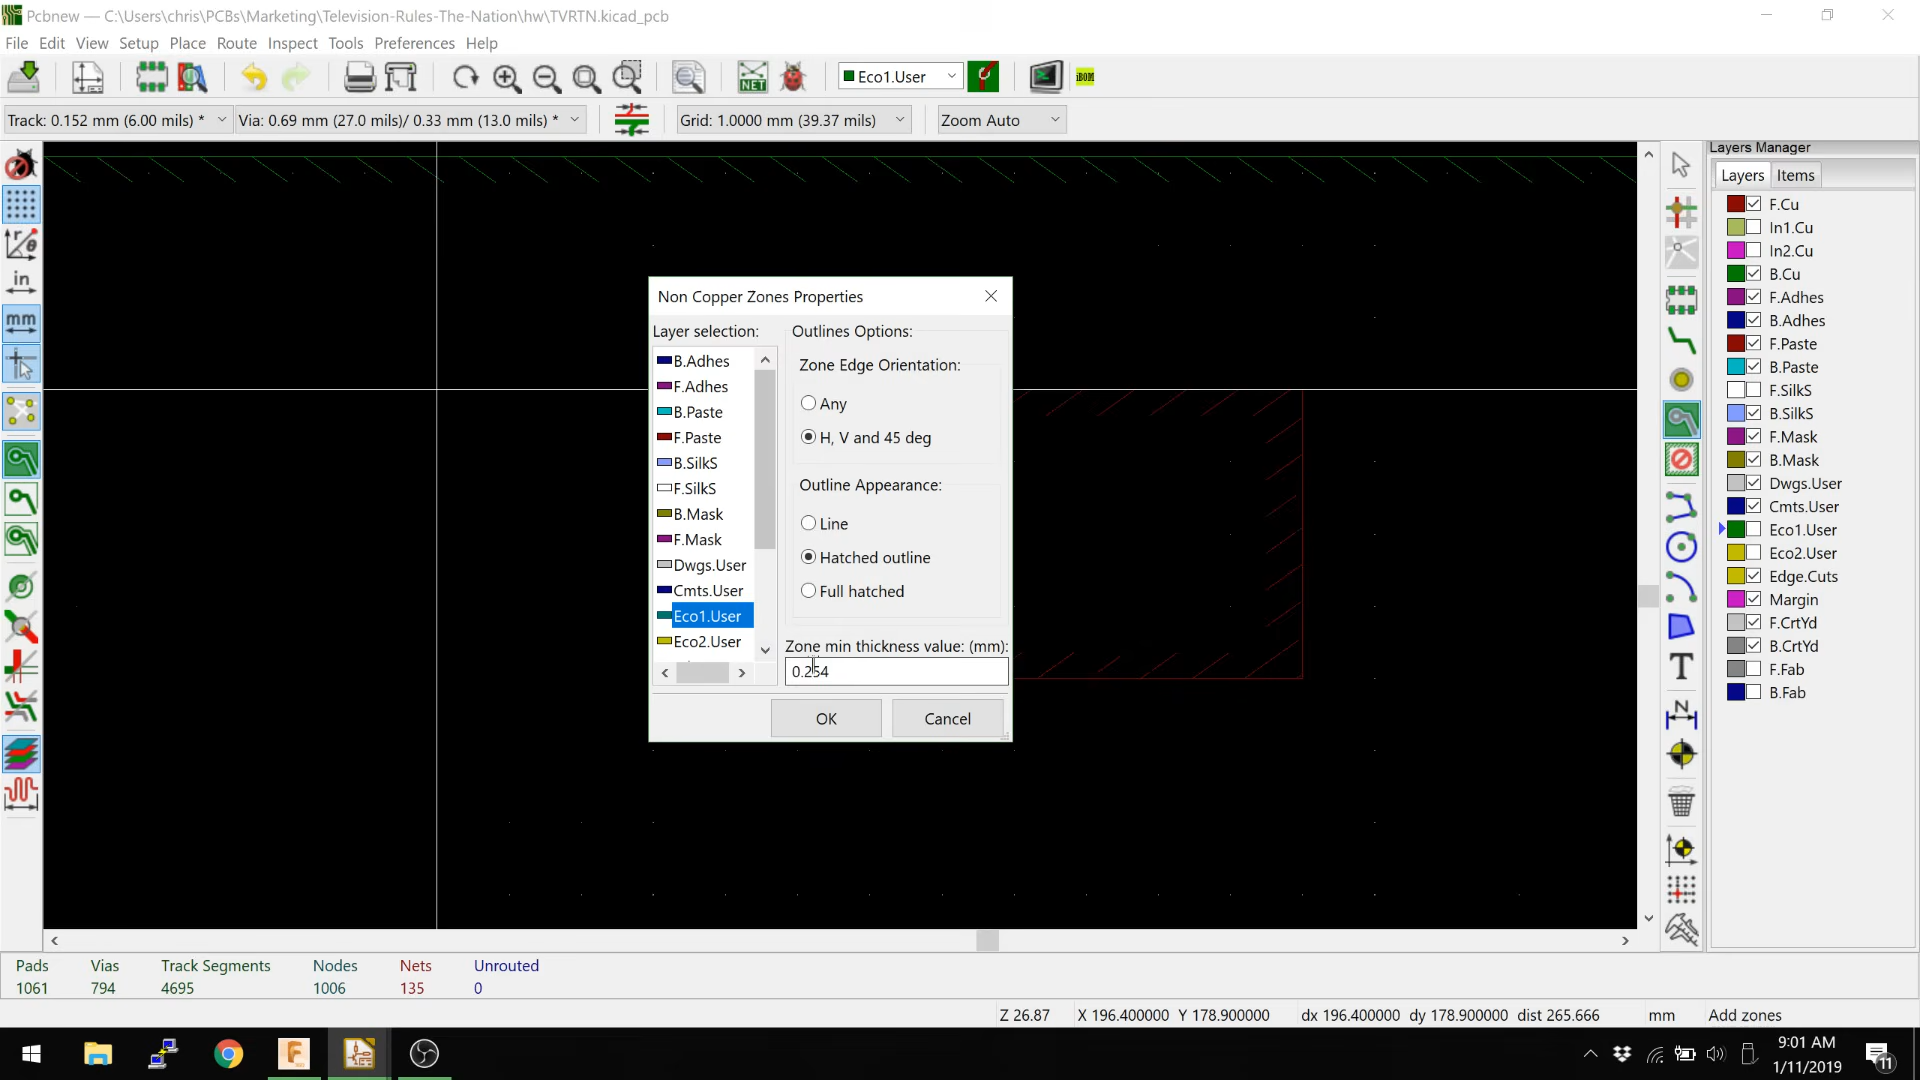 Pcbnew — C:\Users\chris\PCBs\Marketing\Television-Rules-The-Nation\hw\TVRTN.kicad_pcb
File Edit View Setup Place Route Inspect Tools Preferences Help
NET Eco1.User iBOM
Track: 0.152 mm (6.00 mils) * Via: 0.69 mm (27.0 mils)/ 0.33 mm (13.0 mils) * Grid: 1.0000 mm (39.37 mils) Zoom Auto
in
mm
Non Copper Zones Properties
Layer selection:
B.Adhes
F.Adhes
B.Paste
F.Paste
B.SilkS
F.SilkS
B.Mask
F.Mask
Dwgs.User
Cmts.User
Eco1.User
Eco2.User
Outlines Options:
Zone Edge Orientation:
Any
H, V and 45 deg
Outline Appearance:
Line
Hatched outline
Full hatched
Zone min thickness value: (mm):
0.254
OK Cancel
T
N
Layers Manager
Layers Items
F.Cu
In1.Cu
In2.Cu
B.Cu
F.Adhes
B.Adhes
F.Paste
B.Paste
F.SilkS
B.SilkS
F.Mask
B.Mask
Dwgs.User
Cmts.User
Eco1.User
Eco2.User
Edge.Cuts
Margin
F.CrtYd
B.CrtYd
F.Fab
B.Fab
Pads Vias Track Segments Nodes Nets Unrouted
1061 794 4695 1006 135 0
Z 26.87 X 196.400000 Y 178.900000 dx 196.400000 dy 178.900000 dist 265.666 mm Add zones
9:01 AM
1/11/2019
11